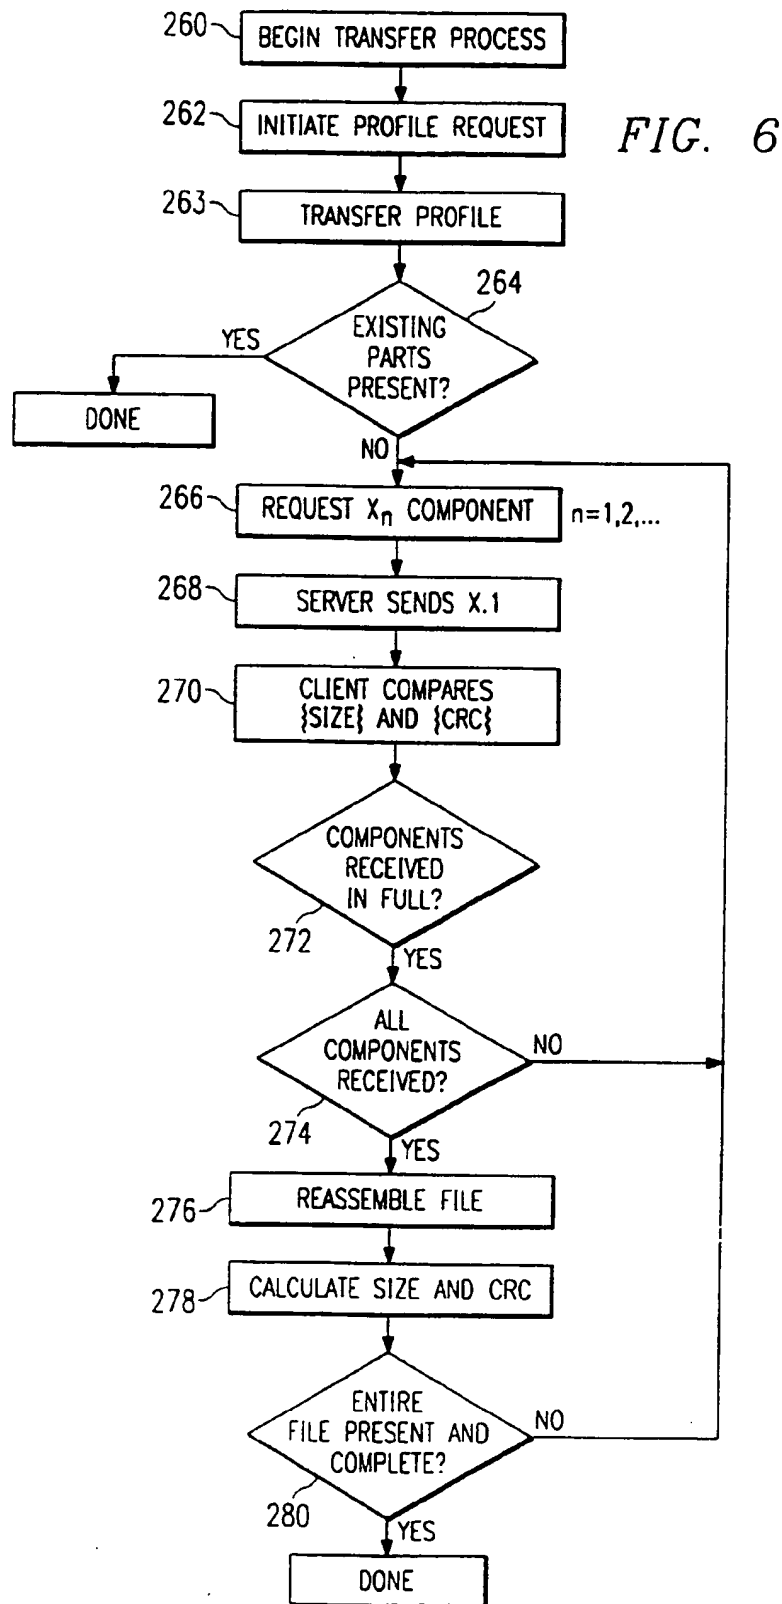 260 BEGIN TRANSFER PROCESS
262 INITIATE PROFILE REQUEST
FIG. 6
263 TRANSFER PROFILE
264
EXISTING
PARTS
PRESENT?
YES
DONE
NO
266 REQUEST Xn COMPONENT n=1,2,...
268 SERVER SENDS X.1
270 CLIENT COMPARES
{SIZE} AND {CRC}
COMPONENTS
RECEIVED
IN FULL?
272
YES
ALL
COMPONENTS
RECEIVED?
NO
274
YES
276 REASSEMBLE FILE
278 CALCULATE SIZE AND CRC
ENTIRE
FILE PRESENT AND
COMPLETE?
NO
280
YES
DONE